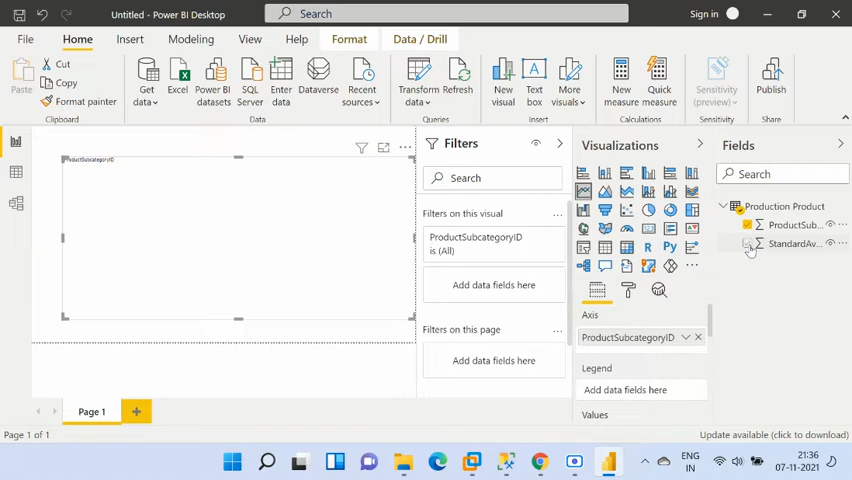 Untitled - Power BI Desktop
Search
Sign in
File
Home
Insert
Modeling
View
Help
Format
Data / Drill
Paste
Cut
Copy
Format painter
Clipboard
Get data
Excel
Power BI datasets
SQL Server
Enter data
Dataverse
Recent sources
Data
Transform data
Refresh
Queries
New visual
Text box
More visuals
Insert
New measure
Quick measure
Calculations
Sensitivity (preview)
Sensitivity
Publish
Share
ProductSubcategoryID
Filters
Search
Filters on this visual
ProductSubcategoryID
is (All)
Add data fields here
Filters on this page
Add data fields here
Visualizations
R
Py
Axis
ProductSubcategoryID
Legend
Add data fields here
Values
Fields
Search
Production Product
ProductSub...
StandardAv...
Page 1
Page 1 of 1
Update available (click to download)
ENG
IN
21:36
07-11-2021